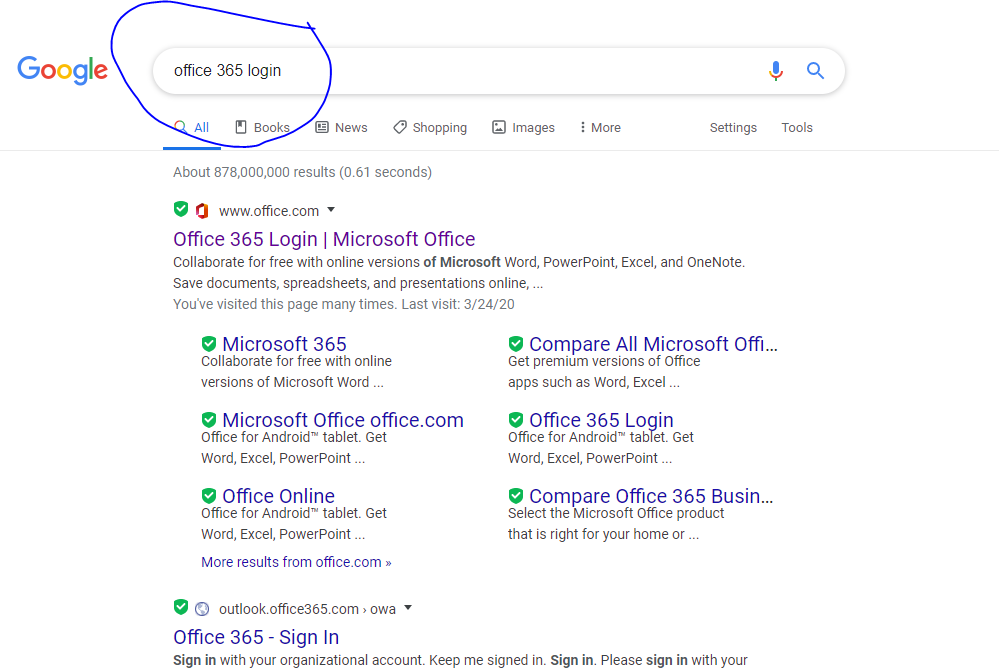 Google
office 365 login
All Books News Shopping Images More Settings Tools
About 878,000,000 results (0.61 seconds)
www.office.com
Office 365 Login | Microsoft Office
Collaborate for free with online versions of Microsoft Word, PowerPoint, Excel, and OneNote.
Save documents, spreadsheets, and presentations online, ...
You've visited this page many times. Last visit: 3/24/20
Microsoft 365
Collaborate for free with online
versions of Microsoft Word ...
Compare All Microsoft Offi...
Get premium versions of Office
apps such as Word, Excel ...
Microsoft Office office.com
Office for Android™ tablet. Get
Word, Excel, PowerPoint ...
Office 365 Login
Office for Android™ tablet. Get
Word, Excel, PowerPoint ...
Office Online
Office for Android™ tablet. Get
Word, Excel, PowerPoint ...
Compare Office 365 Busin...
Select the Microsoft Office product
that is right for your home or ...
More results from office.com »
outlook.office365.com › owa
Office 365 - Sign In
Sign in with your organizational account. Keep me signed in. Sign in. Please sign in with your